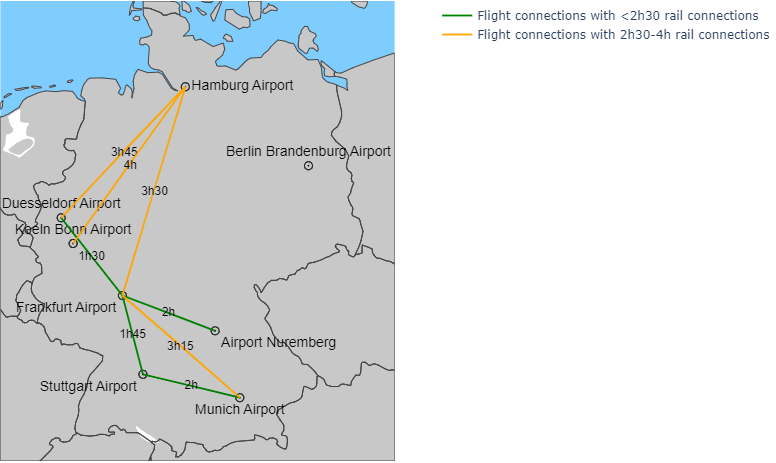 Flight connections with <2h30 rail connections
Flight connections with 2h30-4h rail connections
Hamburg Airport
3h45
4h
Berlin Brandenburg Airport
3h30
Duesseldorf Airport
Koeln Bonn Airport
1h30
Frankfurt Airport
2h
1h45
3h15
Airport Nuremberg
Stuttgart Airport
2h
Munich Airport